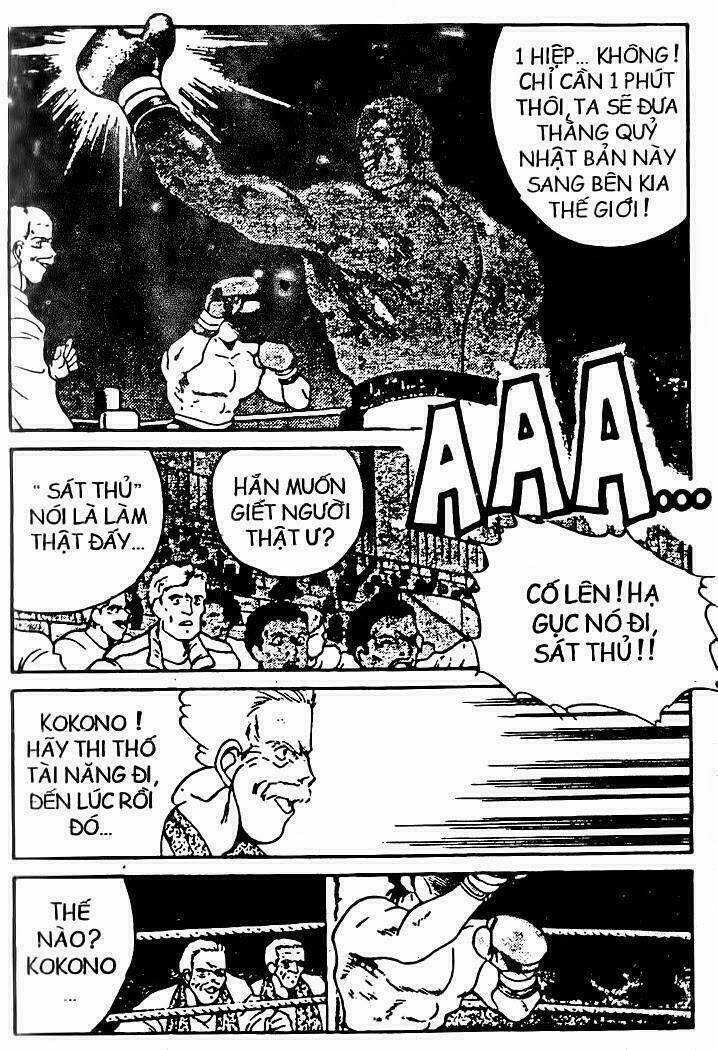 1 HIỆP... KHÔNG!
CHỈ CẦN 1 PHÚT
THÔI, TA SẼ ĐƯA
THẰNG QUỶ
NHẬT BẢN NÀY
SANG BÊN KIA
THẾ GIỚI!
AAA...
"SÁT THỦ"
NÓI LÀ LÀM
THẬT ĐẤY...
HẮN MUỐN
GIẾT NGƯỜI
THẬT Ư?
CỐ LÊN! HẠ
GỤC NÓ ĐI,
SÁT THỦ!!
KOKONO!
HÃY THI THỐ
TÀI NĂNG ĐI,
ĐẾN LÚC RỒI
ĐÓ...
THẾ
NÀO?
KOKONO
...